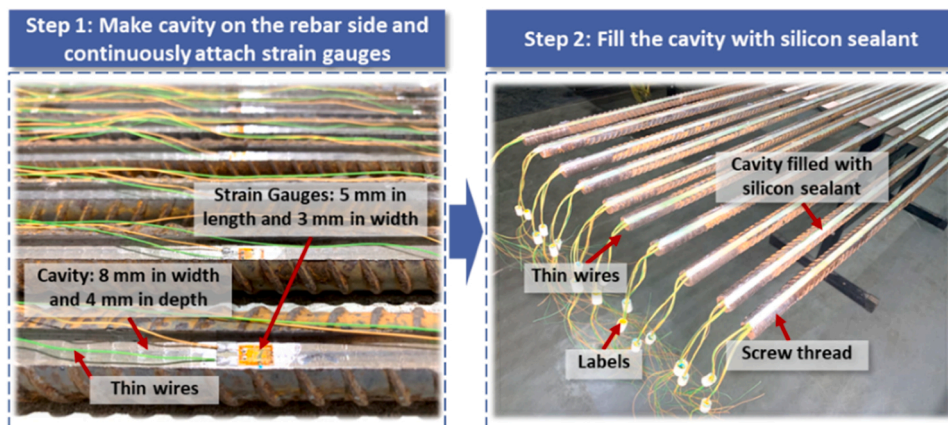 Step 1: Make cavity on the rebar side and
continuously attach strain gauges
Strain Gauges: 5 mm in
length and 3 mm in width
Cavity: 8 mm in width
and 4 mm in depth
Thin wires
Step 2: Fill the cavity with silicon sealant
Cavity filled with
silicon sealant
Thin wires
Labels
Screw thread